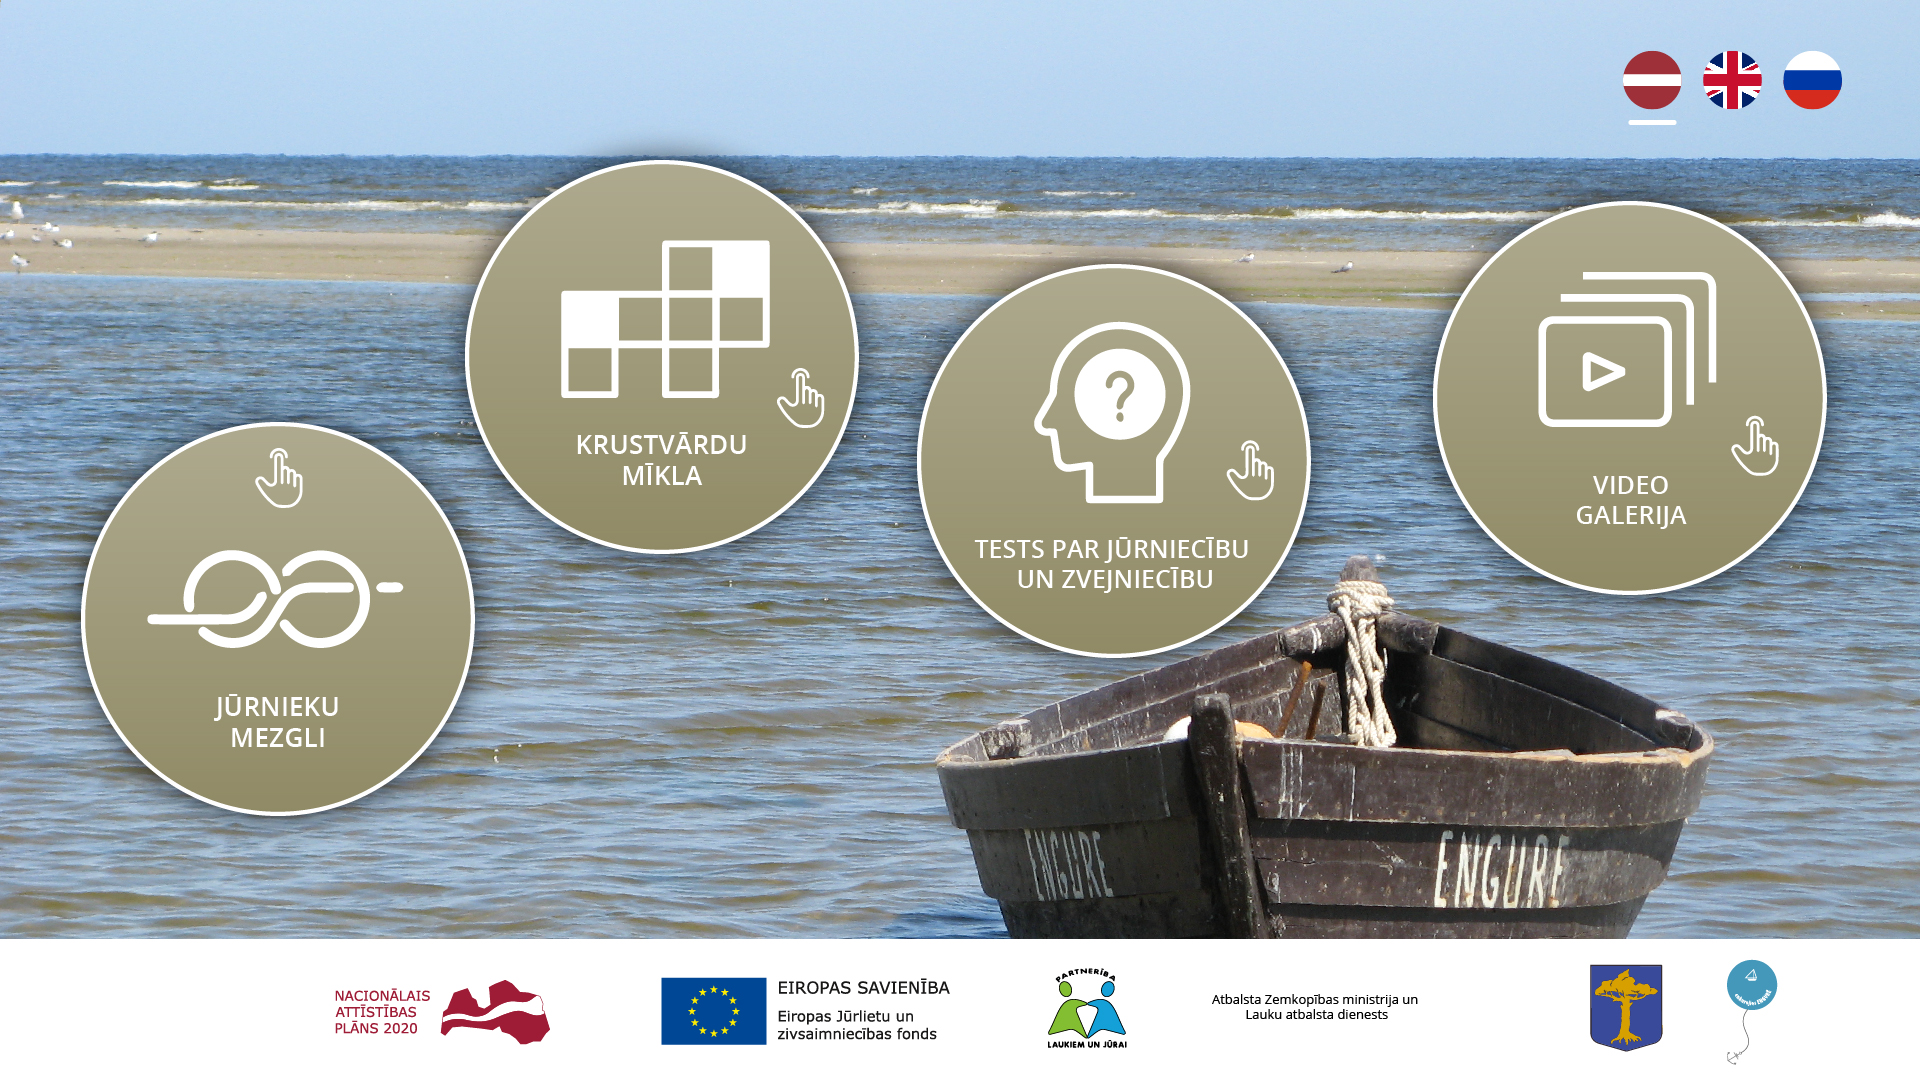 KRUSTVĀRDU
MĪKLA
VIDEO
GALERIJA
TESTS PAR JŪRNIECĪBU
UN ZVEJNIECĪBU
JŪRNIEKU
MEZGLI
ENGURE
ENGURE
NACIONĀLAIS
ATTĪSTĪBAS
PLĀNS 2020
EIROPAS SAVIENĪBA
Eiropas Jūrlietu un
zivsaimniecības fonds
PARTNERĪBA
LAUKIEM UN JŪRAI
Atbalsta Zemkopības ministrija un
Lauku atbalsta dienests